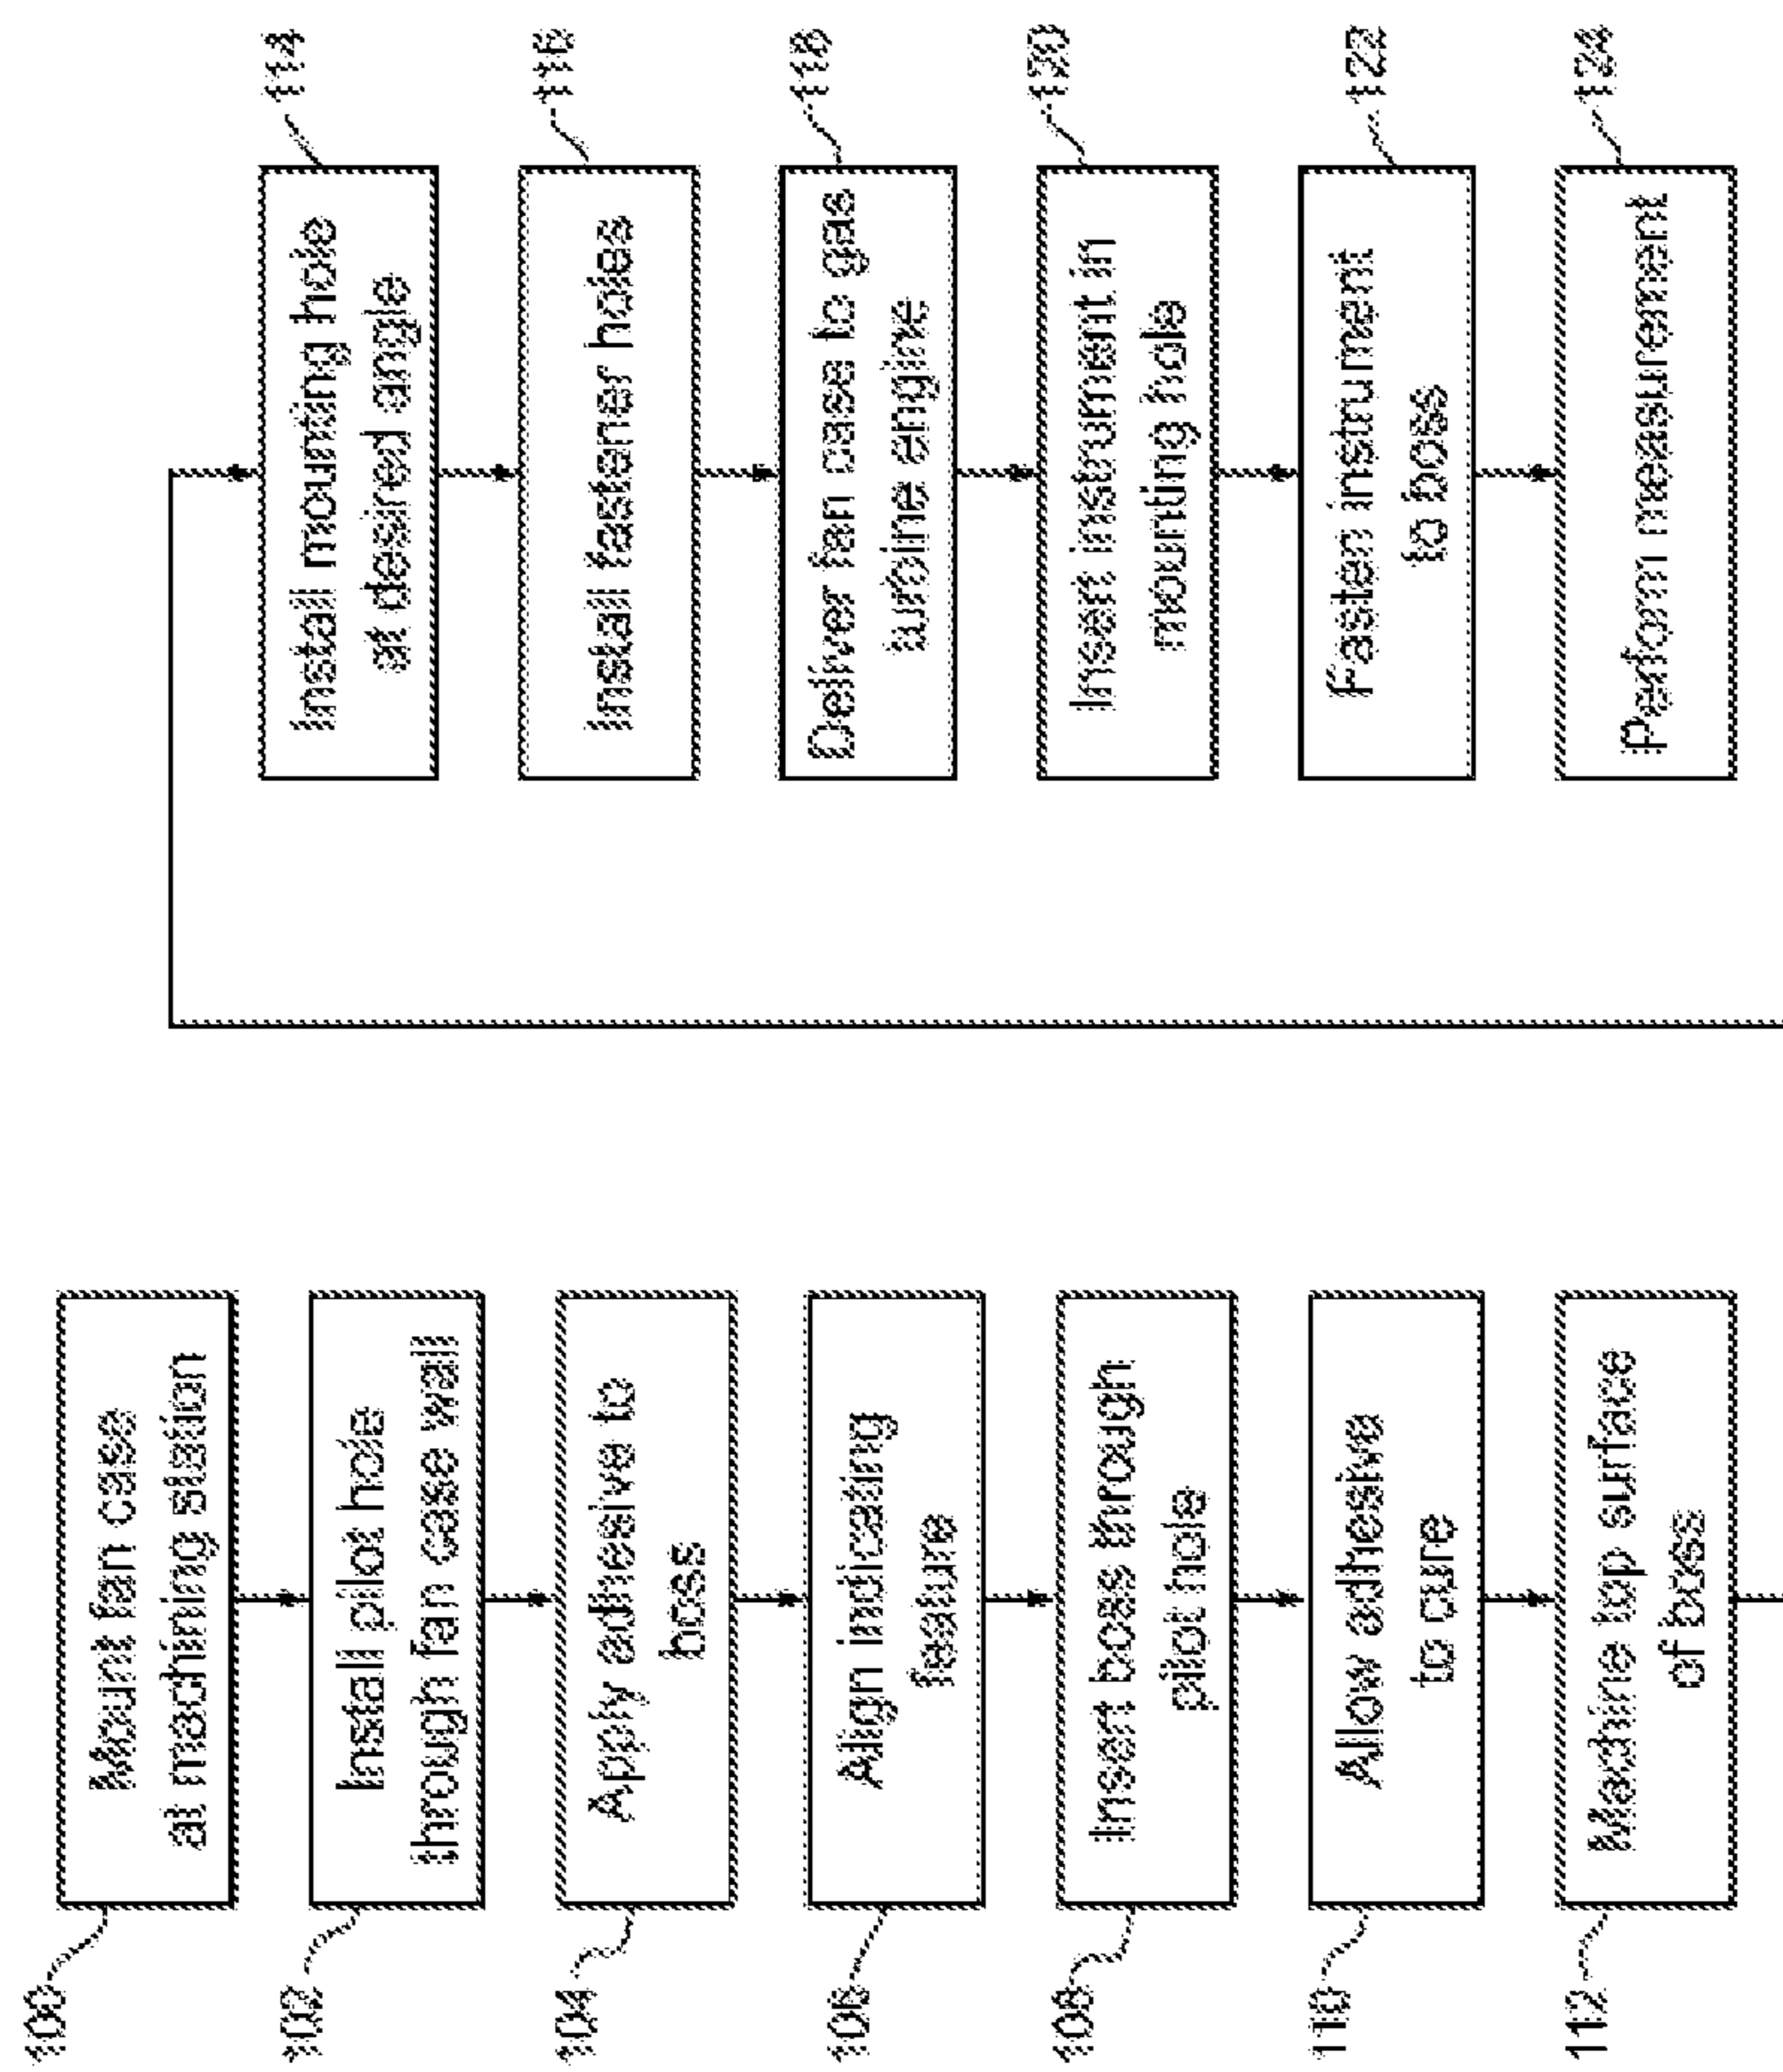 100
Mount fan case
at machining station
102
Install pilot hole
through fan case wall
104
Apply adhesive to
boss
106
Align indicating
feature
108
Insert boss through
pilot hole
110
Allow adhesive
to cure
112
Machine top surface
of boss
114
Install mounting hole
at desired angle
116
Install fastener holes
118
Deliver fan case to gas
turbine engine
120
Insert instrument in
mounting hole
122
Fasten instrument
to boss
124
Perform measurement